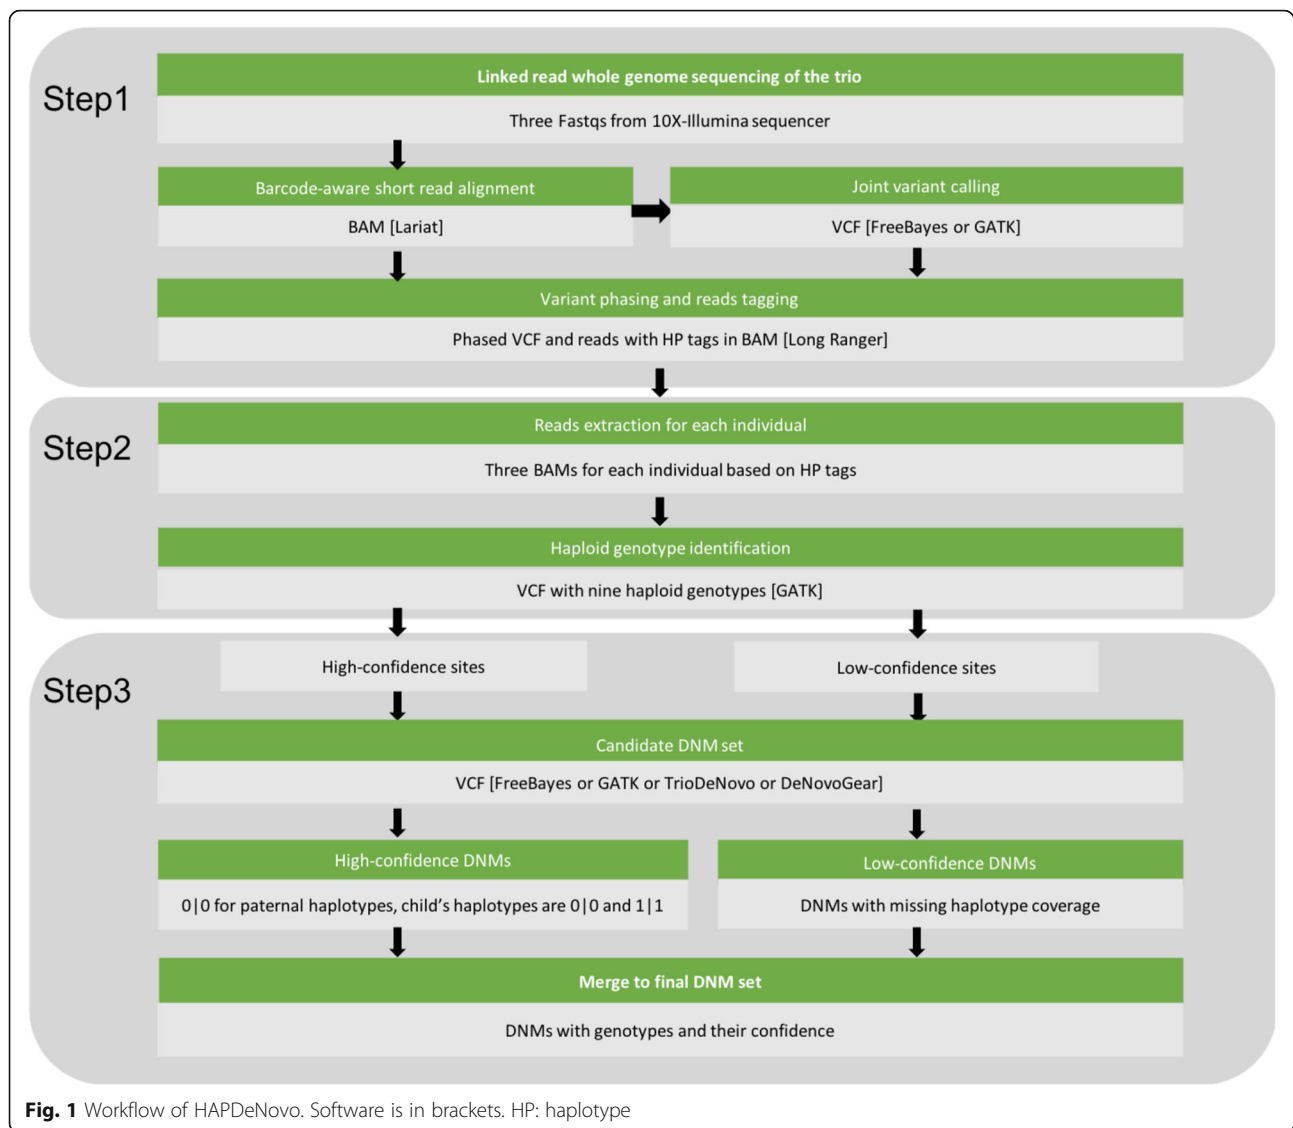 Step1
Linked read whole genome sequencing of the trio
Three Fastqs from 10X-Illumina sequencer
Barcode-aware short read alignment
BAM [Lariat]
Joint variant calling
VCF [FreeBayes or GATK]
Variant phasing and reads tagging
Phased VCF and reads with HP tags in BAM [Long Ranger]
Step2
Reads extraction for each individual
Three BAMs for each individual based on HP tags
Haploid genotype identification
VCF with nine haploid genotypes [GATK]
Step3
High-confidence sites
Low-confidence sites
Candidate DNM set
VCF [FreeBayes or GATK or TrioDeNovo or DeNovoGear]
High-confidence DNMs
0|0 for paternal haplotypes, child's haplotypes are 0|0 and 1|1
Low-confidence DNMs
DNMs with missing haplotype coverage
Merge to final DNM set
DNMs with genotypes and their confidence
Fig. 1 Workflow of HAPDeNovo. Software is in brackets. HP: haplotype